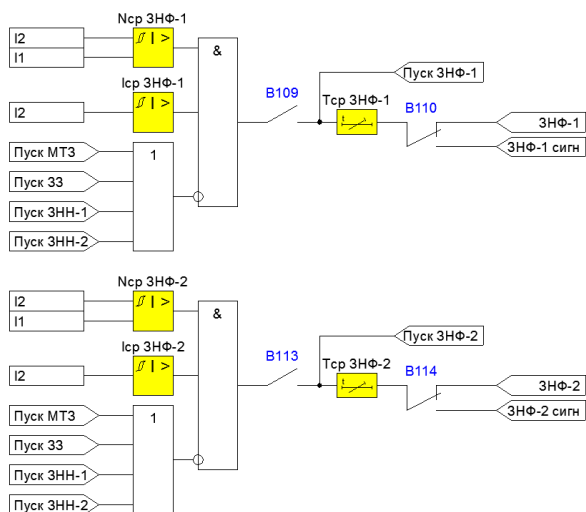 Nср ЗНФ-1
I2
I1
I >
&
Iср ЗНФ-1
I2
I >
B109
Пуск ЗНФ-1
Tср ЗНФ-1
t
B110
ЗНФ-1
ЗНФ-1 сигн
Пуск МТЗ
1
Пуск ЗЗ
Пуск ЗНН-1
Пуск ЗНН-2
Nср ЗНФ-2
I2
I1
I >
&
Iср ЗНФ-2
I2
I >
B113
Пуск ЗНФ-2
Tср ЗНФ-2
t
B114
ЗНФ-2
ЗНФ-2 сигн
Пуск МТЗ
1
Пуск ЗЗ
Пуск ЗНН-1
Пуск ЗНН-2